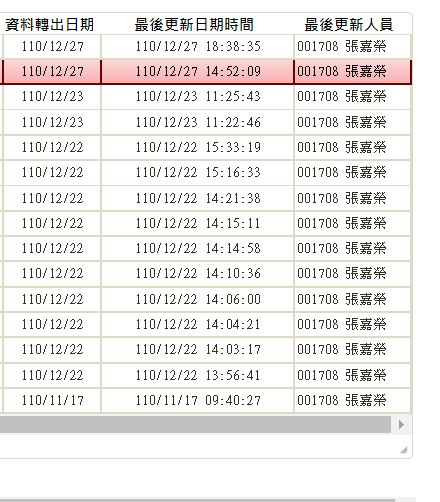 資料轉出日期 最後更新日期時間 最後更新人員
110/12/27 110/12/27 18:38:35 001708 張嘉榮
110/12/27 110/12/27 14:52:09 001708 張嘉榮
110/12/23 110/12/23 11:25:43 001708 張嘉榮
110/12/23 110/12/23 11:22:46 001708 張嘉榮
110/12/22 110/12/22 15:33:19 001708 張嘉榮
110/12/22 110/12/22 15:16:33 001708 張嘉榮
110/12/22 110/12/22 14:21:38 001708 張嘉榮
110/12/22 110/12/22 14:15:11 001708 張嘉榮
110/12/22 110/12/22 14:14:58 001708 張嘉榮
110/12/22 110/12/22 14:10:36 001708 張嘉榮
110/12/22 110/12/22 14:06:00 001708 張嘉榮
110/12/22 110/12/22 14:04:21 001708 張嘉榮
110/12/22 110/12/22 14:03:17 001708 張嘉榮
110/12/22 110/12/22 13:56:41 001708 張嘉榮
110/11/17 110/11/17 09:40:27 001708 張嘉榮